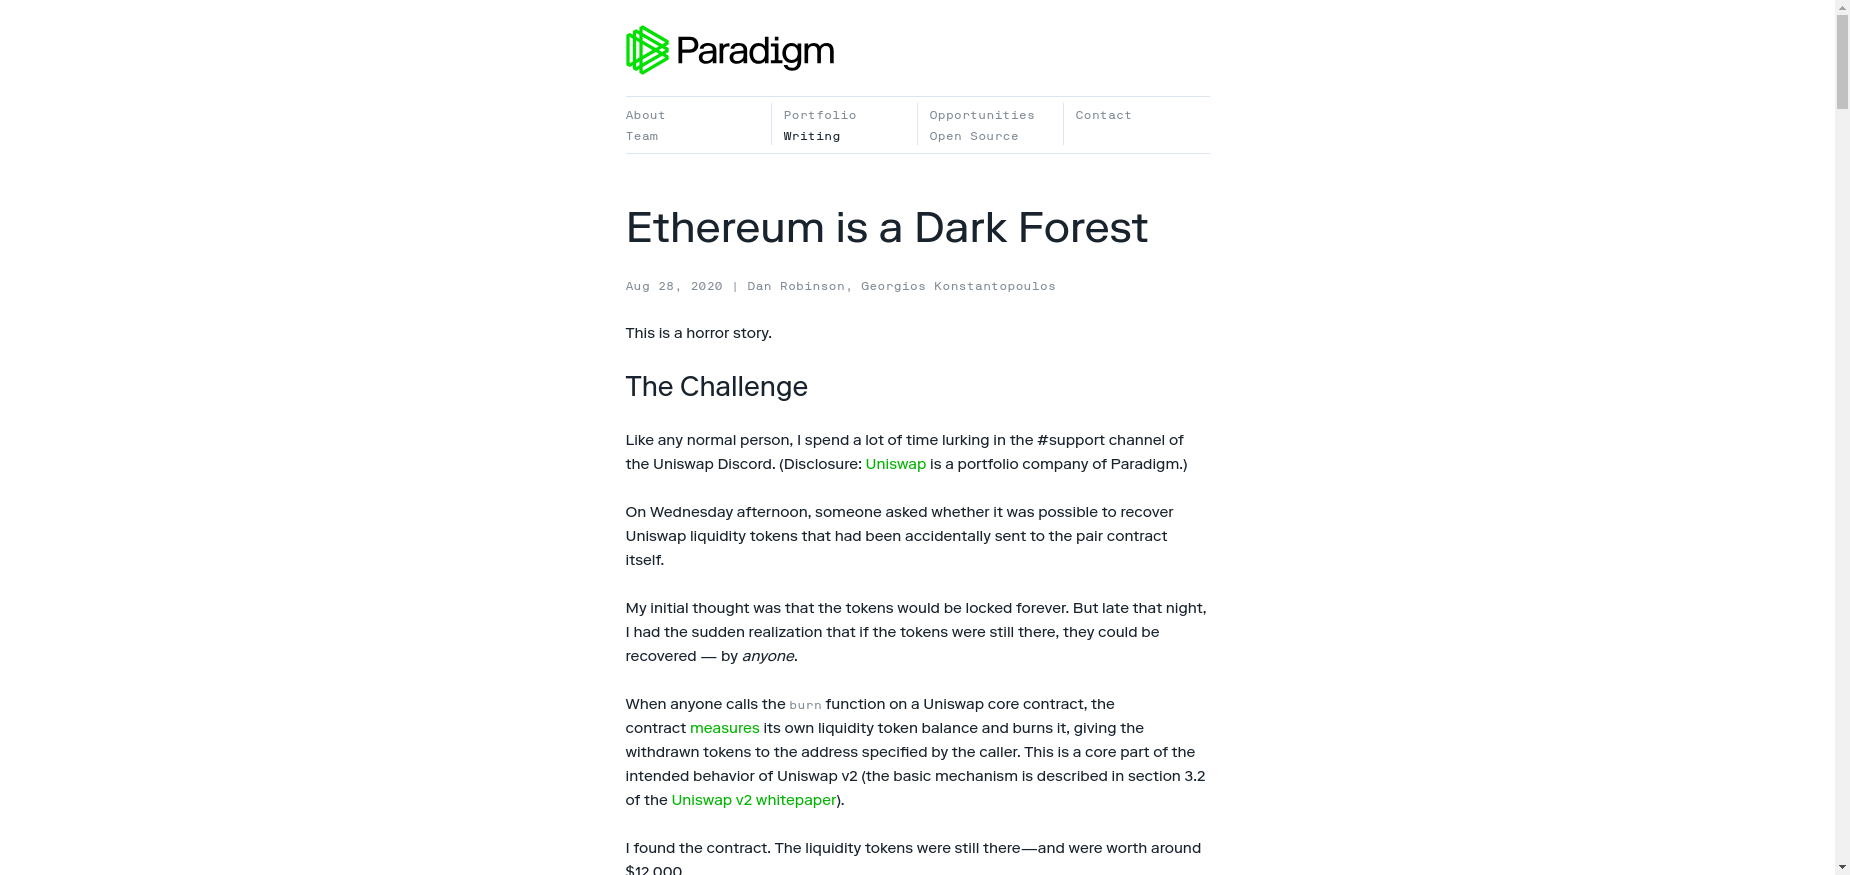 Paradigm
About
Team
Portfolio
Writing
Opportunities
Open Source
Contact
Ethereum is a Dark Forest
Aug 28, 2020 | Dan Robinson, Georgios Konstantopoulos
This is a horror story.
The Challenge
Like any normal person, I spend a lot of time lurking in the #support channel of
the Uniswap Discord. (Disclosure: Uniswap is a portfolio company of Paradigm.)
On Wednesday afternoon, someone asked whether it was possible to recover
Uniswap liquidity tokens that had been accidentally sent to the pair contract
itself.
My initial thought was that the tokens would be locked forever. But late that night,
I had the sudden realization that if the tokens were still there, they could be
recovered — by anyone.
When anyone calls the burn function on a Uniswap core contract, the
contract measures its own liquidity token balance and burns it, giving the
withdrawn tokens to the address specified by the caller. This is a core part of the
intended behavior of Uniswap v2 (the basic mechanism is described in section 3.2
of the Uniswap v2 whitepaper).
I found the contract. The liquidity tokens were still there—and were worth around
$12,000.